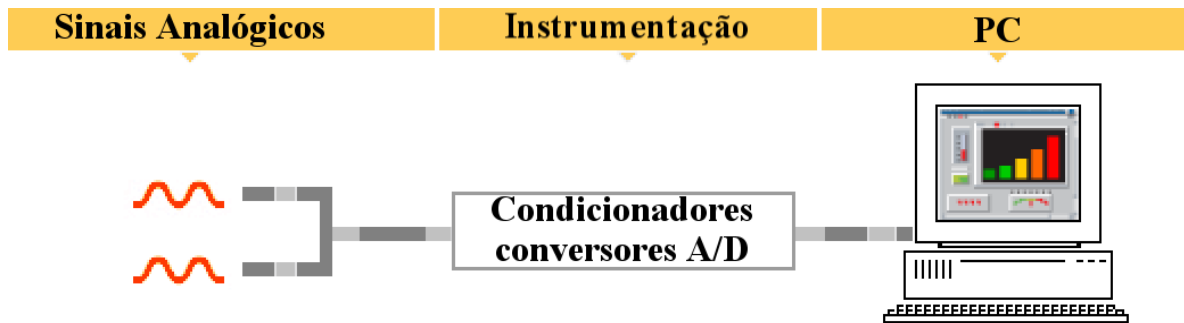 Sinais Analógicos
Instrumentação
PC
Condicionadores
conversores A/D